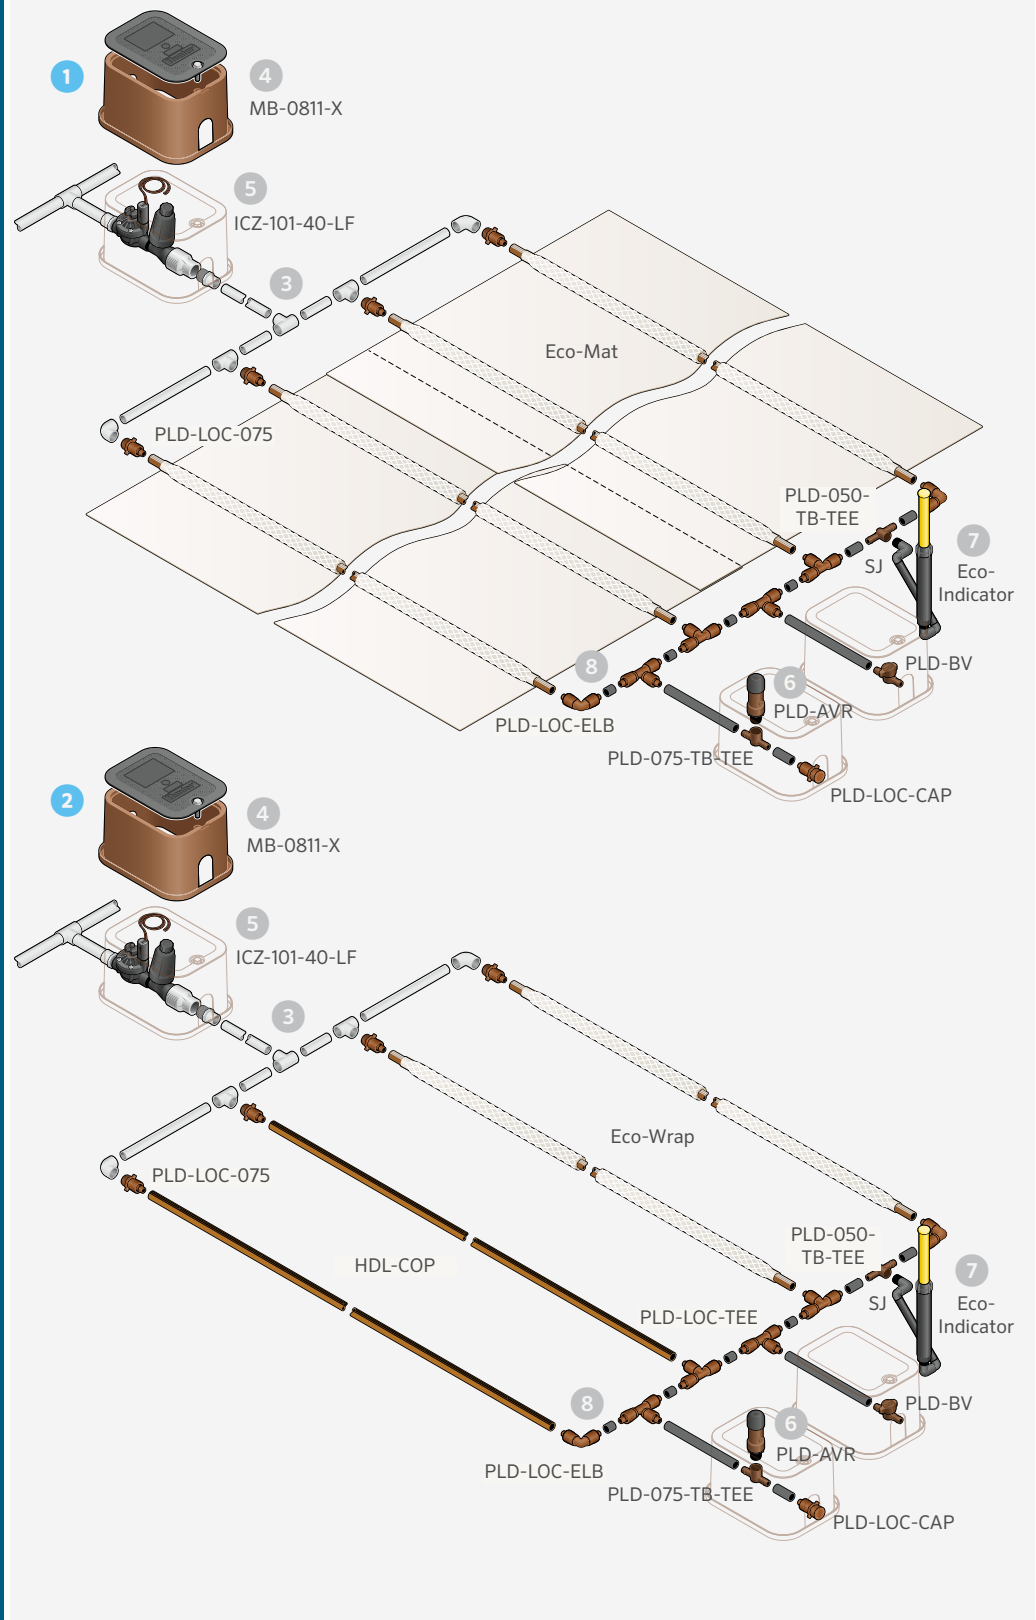 1
4
MB-0811-X
5
ICZ-101-40-LF
3
Eco-Mat
PLD-LOC-075
PLD-050-
TB-TEE
7
SJ
Eco-
Indicator
8
PLD-BV
6
PLD-AVR
PLD-LOC-ELB
PLD-075-TB-TEE
PLD-LOC-CAP
2
4
MB-0811-X
5
ICZ-101-40-LF
3
Eco-Wrap
PLD-LOC-075
PLD-050-
TB-TEE
HDL-COP
7
SJ
Eco-
Indicator
PLD-LOC-TEE
8
PLD-BV
6
PLD-AVR
PLD-LOC-ELB
PLD-075-TB-TEE
PLD-LOC-CAP